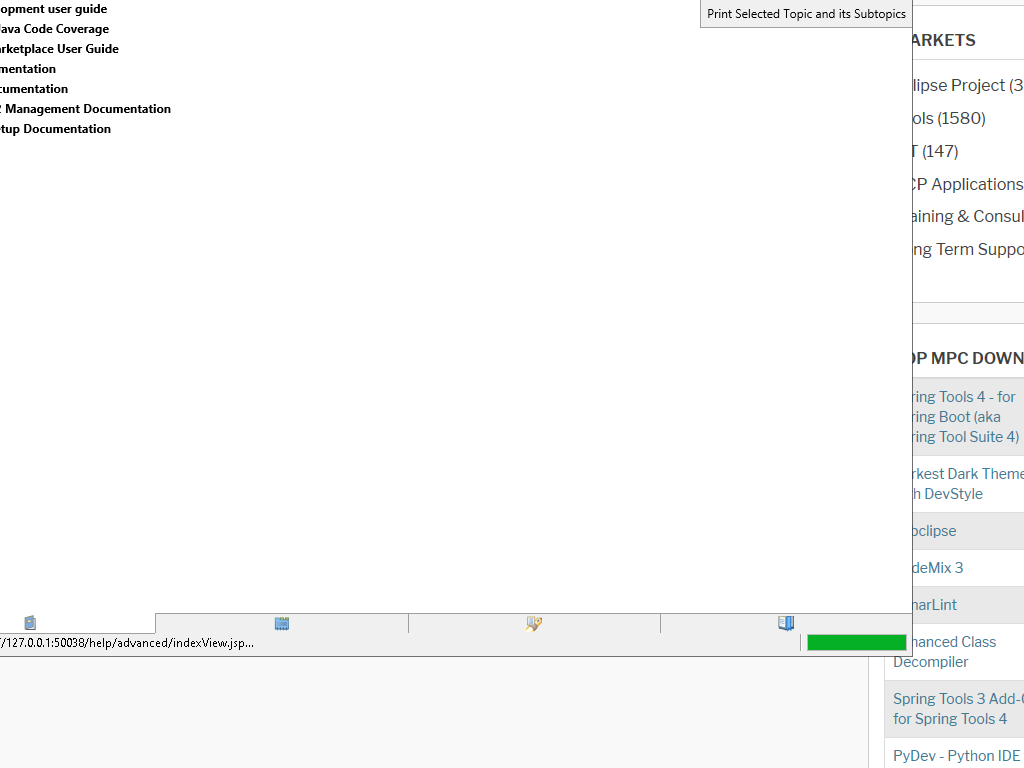 opment user guide
Java Code Coverage
arketplace User Guide
mentation
cumentation
Management Documentation
tup Documentation
Print Selected Topic and its Subtopics
/127.0.0.1:50038/help/advanced/indexView.jsp...
ARKETS
lipse Project (3
ols (1580)
T (147)
CP Applications
aining & Consul
ng Term Suppo
OP MPC DOWN
ring Tools 4 - for
ring Boot (aka
ring Tool Suite 4)
rkest Dark Theme
h DevStyle
oclipse
deMix 3
narLint
hanced Class
Decompiler
Spring Tools 3 Add-O
for Spring Tools 4
PyDev - Python IDE